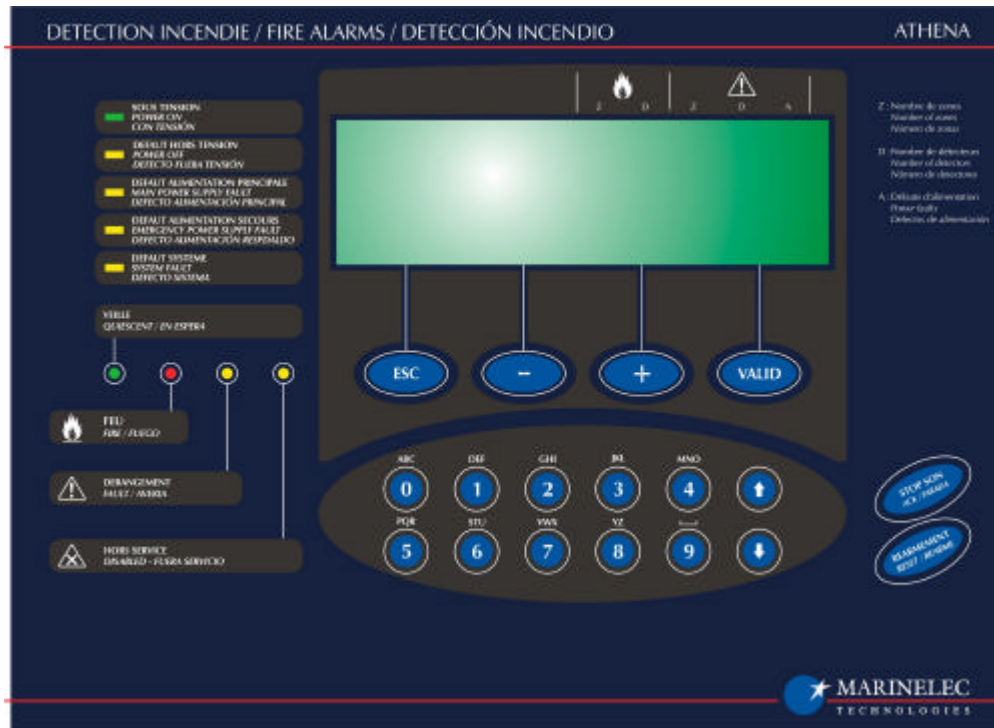 DETECTION INCENDIE / FIRE ALARMS / DETECCIÓN INCENDIO
ATHENA
Z D Z D A
SOUS TENSION
POWER ON
CON TENSIÓN
DEFAUT HORS TENSION
POWER OFF
DEFECTO FUERA TENSIÓN
DEFAUT ALIMENTATION PRINCIPALE
MAIN POWER SUPPLY FAULT
DEFECTO ALIMENTACIÓN PRINCIPAL
DEFAUT ALIMENTATION SECOURS
EMERGENCY POWER SUPPLY FAULT
DEFECTO ALIMENTACIÓN RESPALDO
DEFAUT SYSTEME
SYSTEM FAULT
DEFECTO SISTEMA
Z : Nombre de zones
Number of zones
Número de zonas
D : Nombre de détecteurs
Number of detectors
Número de detectores
A : Défauts d'alimentation
Power faults
Defectos de alimentación
VEILLE
QUIESCENT / EN ESPERA
ESC - + VALID
FEU
FIRE / FUEGO
DERANGEMENT
FAULT / AVERIA
HORS SERVICE
DISABLED - FUERA SERVICIO
ABC DEF GHI JKL MNO
0 1 2 3 4
PQR STU VWX YZ
5 6 7 8 9
STOP SON
ACK / PARADA
REARMEMENT
RESET / REARME
MARINELEC
TECHNOLOGIES